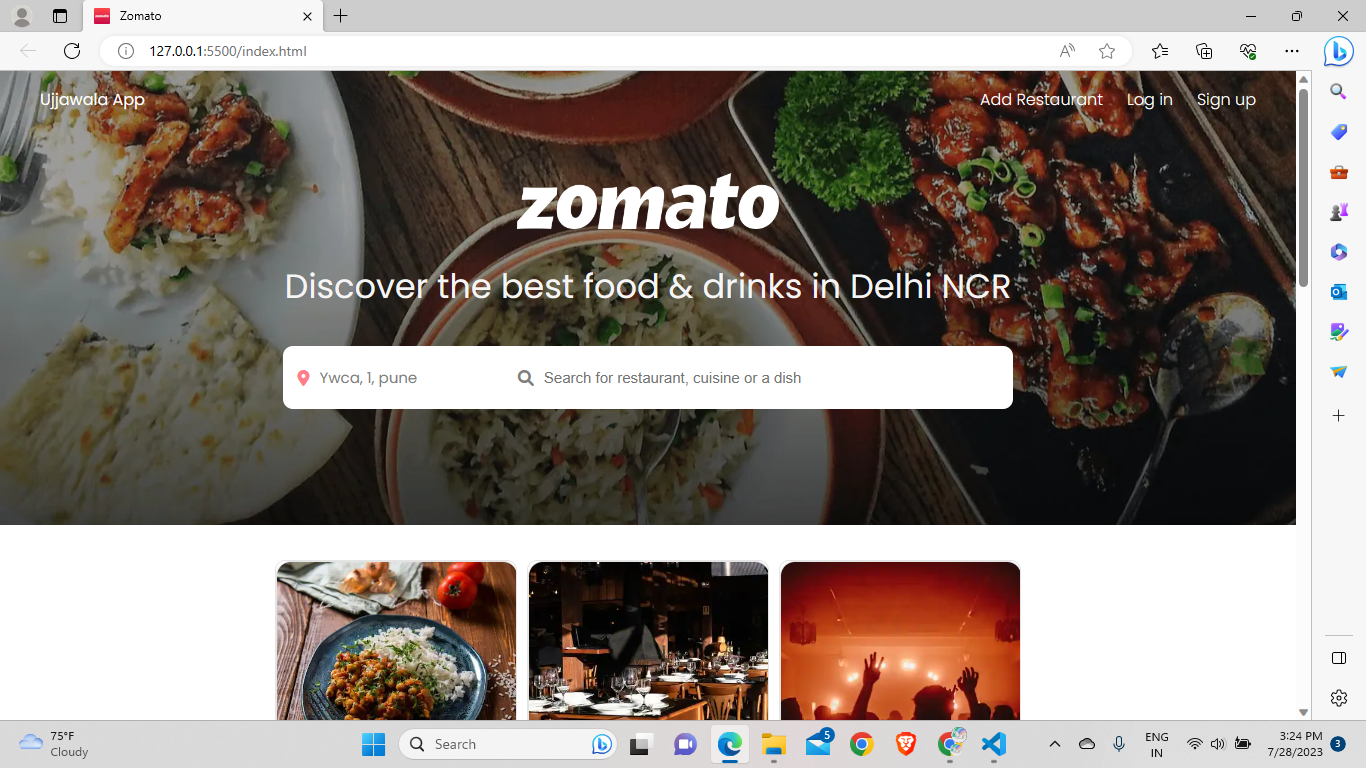 Zomato
127.0.0.1:5500/index.html
Ujjawala App
Add Restaurant Log in Sign up
zomato
Discover the best food & drinks in Delhi NCR
Ywca, 1, pune
Search for restaurant, cuisine or a dish
75°F
Cloudy
Search
5
ENG
IN
3:24 PM
7/28/2023
3